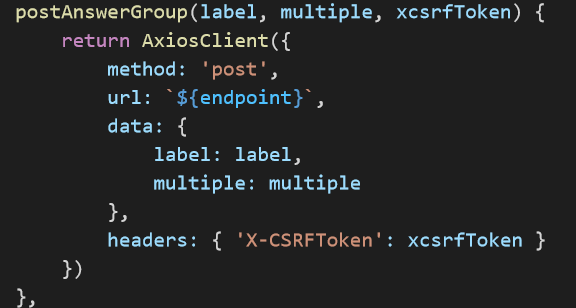 postAnswerGroup(label, multiple, xcsrfToken) {
    return AxiosClient({
        method: 'post',
        url: `${endpoint}`,
        data: {
            label: label,
            multiple: multiple
        },
        headers: { 'X-CSRFToken': xcsrfToken }
    })
},